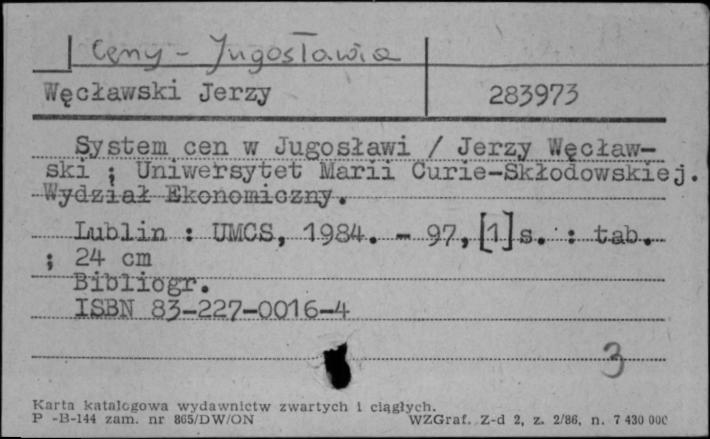 Ceny - Jugosławia
Węcławski Jerzy 283973
System cen w Jugosławi / Jerzy Węcław-
ski ; Uniwersytet Marii Curie-Skłodowskiej.
Wydział Ekonomiczny.
Lublin : UMCS, 1984. - 97, [1] s. : tab.
; 24 cm
Bibliogr.
ISBN 83-227-0016-4
3
Karta katalogowa wydawnictw zwartych i ciągłych.
P -B-144 zam. nr 865/DW/ON WZGraf. Z-d 2, z. 2/86, n. 7 430 000